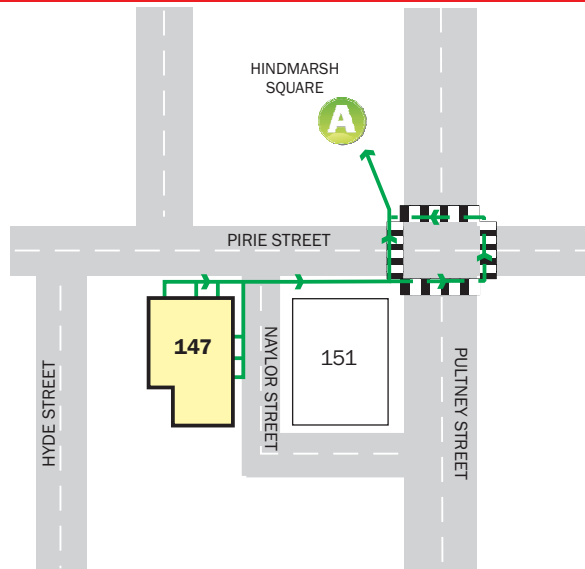 HINDMARSH
SQUARE
A
PIRIE STREET
147
151
HYDE STREET
NAYLOR STREET
PULTNEY STREET